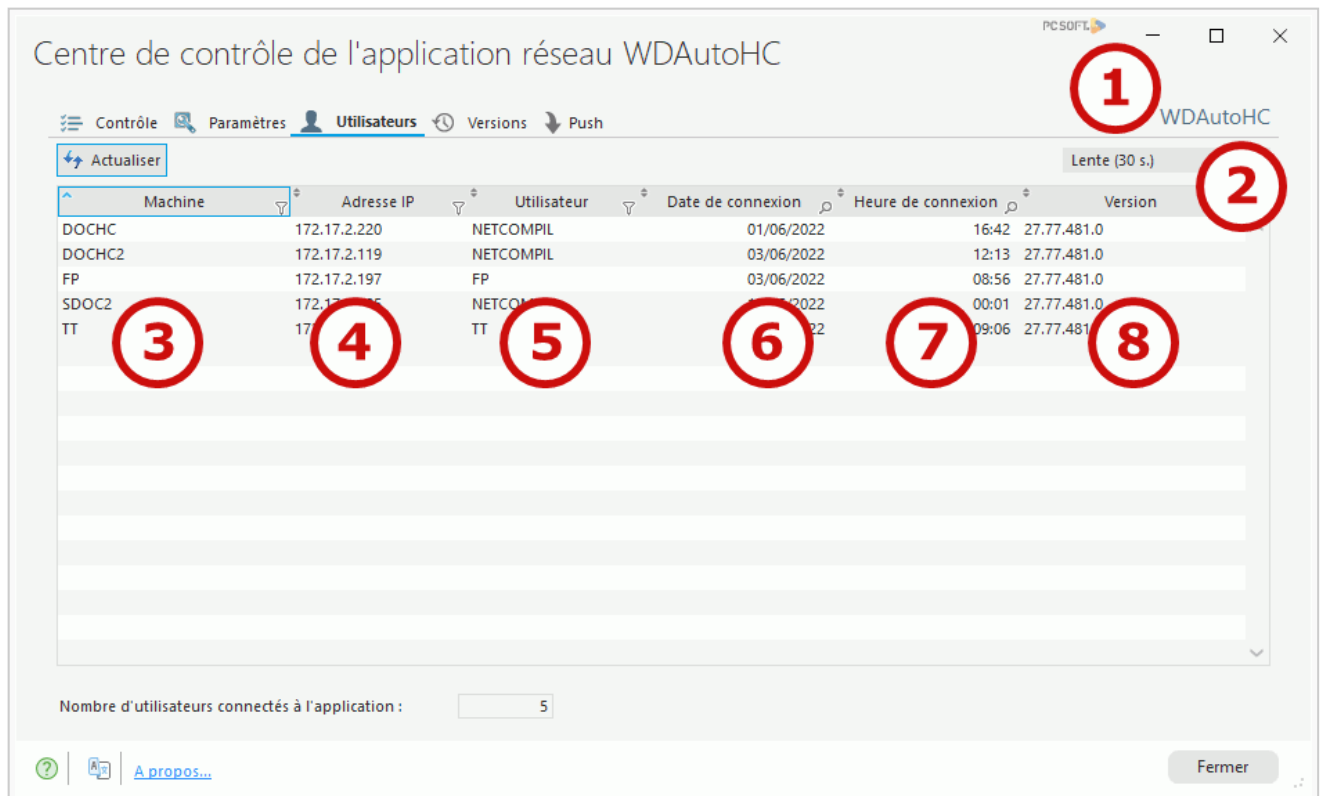 PC SOFT
Centre de contrôle de l'application réseau WDAutoHC
1
Contrôle Paramètres Utilisateurs Versions Push WDAutoHC
Actualiser Lente (30 s.) 2
Machine Adresse IP Utilisateur Date de connexion Heure de connexion Version
DOCHC 172.17.2.220 NETCOMPIL 01/06/2022 16:42 27.77.481.0
DOCHC2 172.17.2.119 NETCOMPIL 03/06/2022 12:13 27.77.481.0
FP 172.17.2.197 FP 03/06/2022 08:56 27.77.481.0
SDOC2 00:01 27.77.481.0
TT TT 09:06
3 4 5 6 7 8
Nombre d'utilisateurs connectés à l'application : 5
? A propos... Fermer